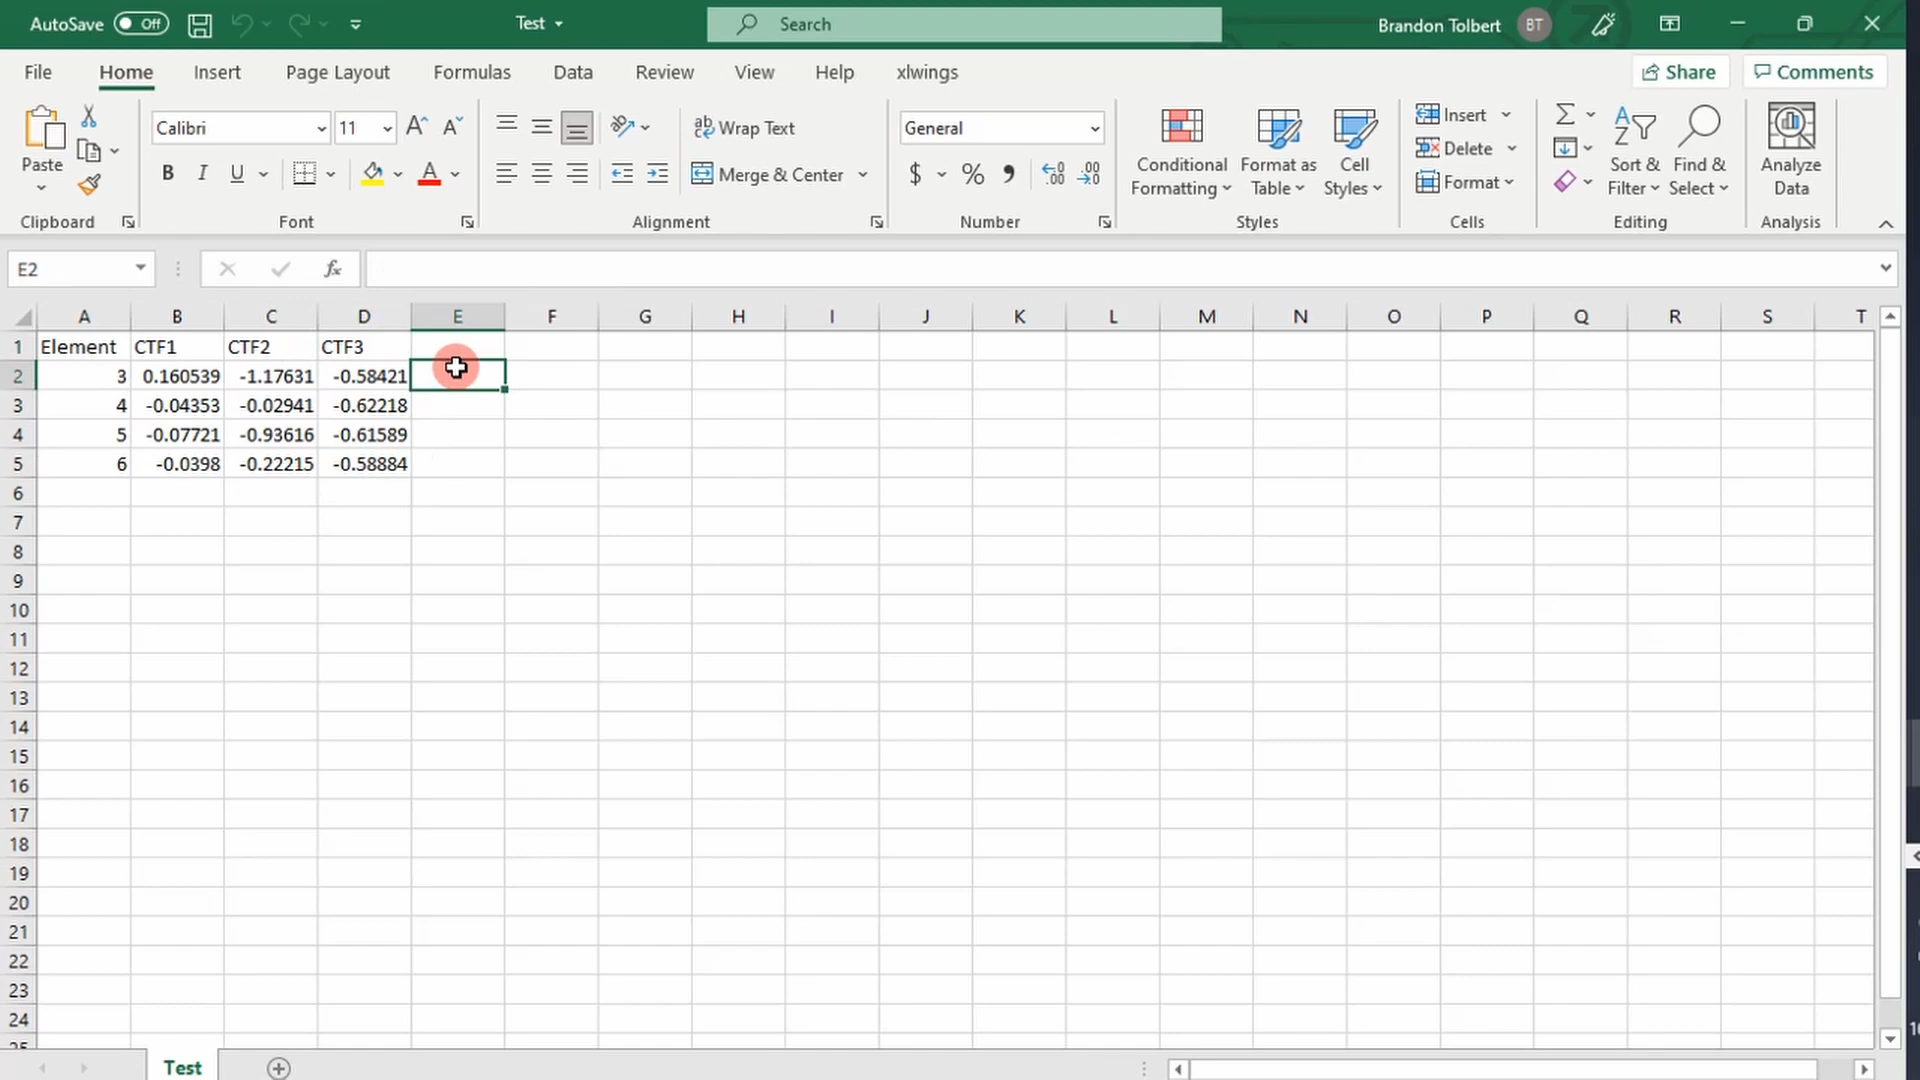 AutoSave Off Test Search Brandon Tolbert BT
File Home Insert Page Layout Formulas Data Review View Help xlwings Share Comments
Paste Calibri 11 Wrap Text General Conditional Formatting Format as Table Cell Styles Insert Sort & Filter Find & Select Analyze Data
B I U Merge & Center $ % Delete
Format
Clipboard Font Alignment Number Styles Cells Editing Analysis
E2 fx
A B C D E F G H I J K L M N O P Q R S T
1 Element CTF1 CTF2 CTF3
2 3 0.160539 -1.17631 -0.58421
3 4 -0.04353 -0.02941 -0.62218
4 5 -0.07721 -0.93616 -0.61589
5 6 -0.0398 -0.22215 -0.58884
6
7
8
9
10
11
12
13
14
15
16
17
18
19
20
21
22
23
24
25
Test